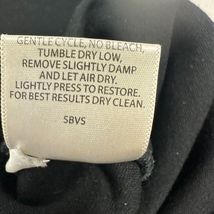 GENTLE CYCLE, NO BLEACH,
TUMBLE DRY LOW,
REMOVE SLIGHTLY DAMP
AND LET AIR DRY.
LIGHTLY PRESS TO RESTORE.
FOR BEST RESULTS DRY CLEAN.
SBVS